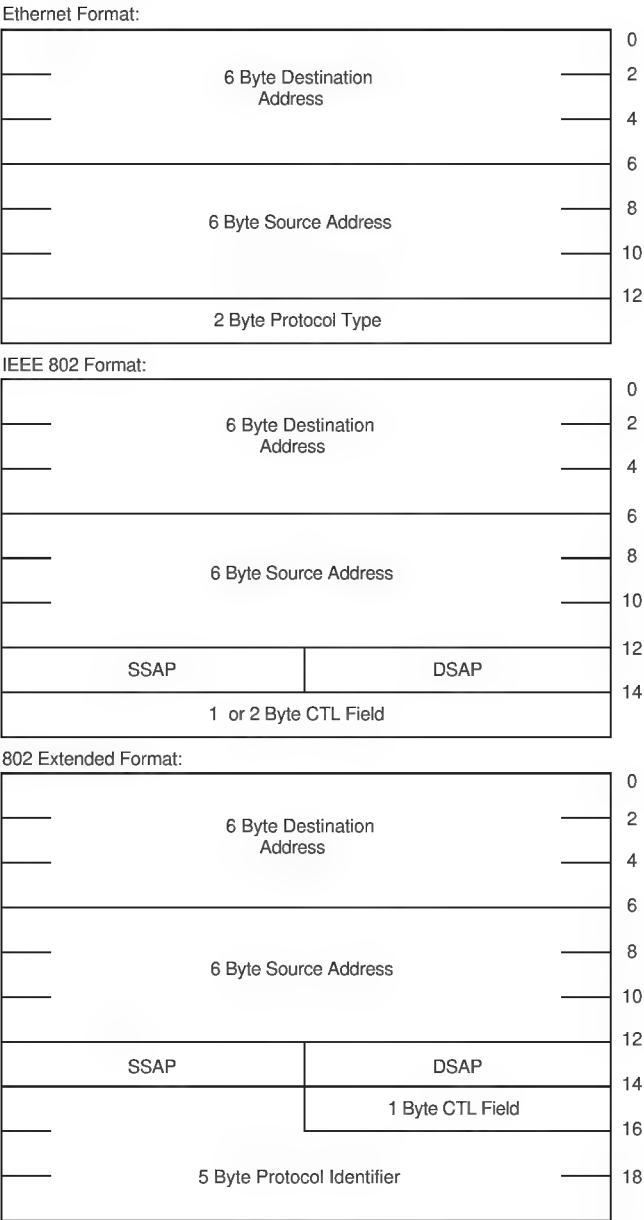 Ethernet Format:
0
6 Byte Destination
Address
2
4
6
6 Byte Source Address
8
10
12
2 Byte Protocol Type
IEEE 802 Format:
0
6 Byte Destination
Address
2
4
6
8
6 Byte Source Address
10
12
SSAP DSAP
14
1 or 2 Byte CTL Field
802 Extended Format:
0
2
6 Byte Destination
Address
4
6
8
6 Byte Source Address
10
12
SSAP DSAP
14
1 Byte CTL Field
16
5 Byte Protocol Identifier 18